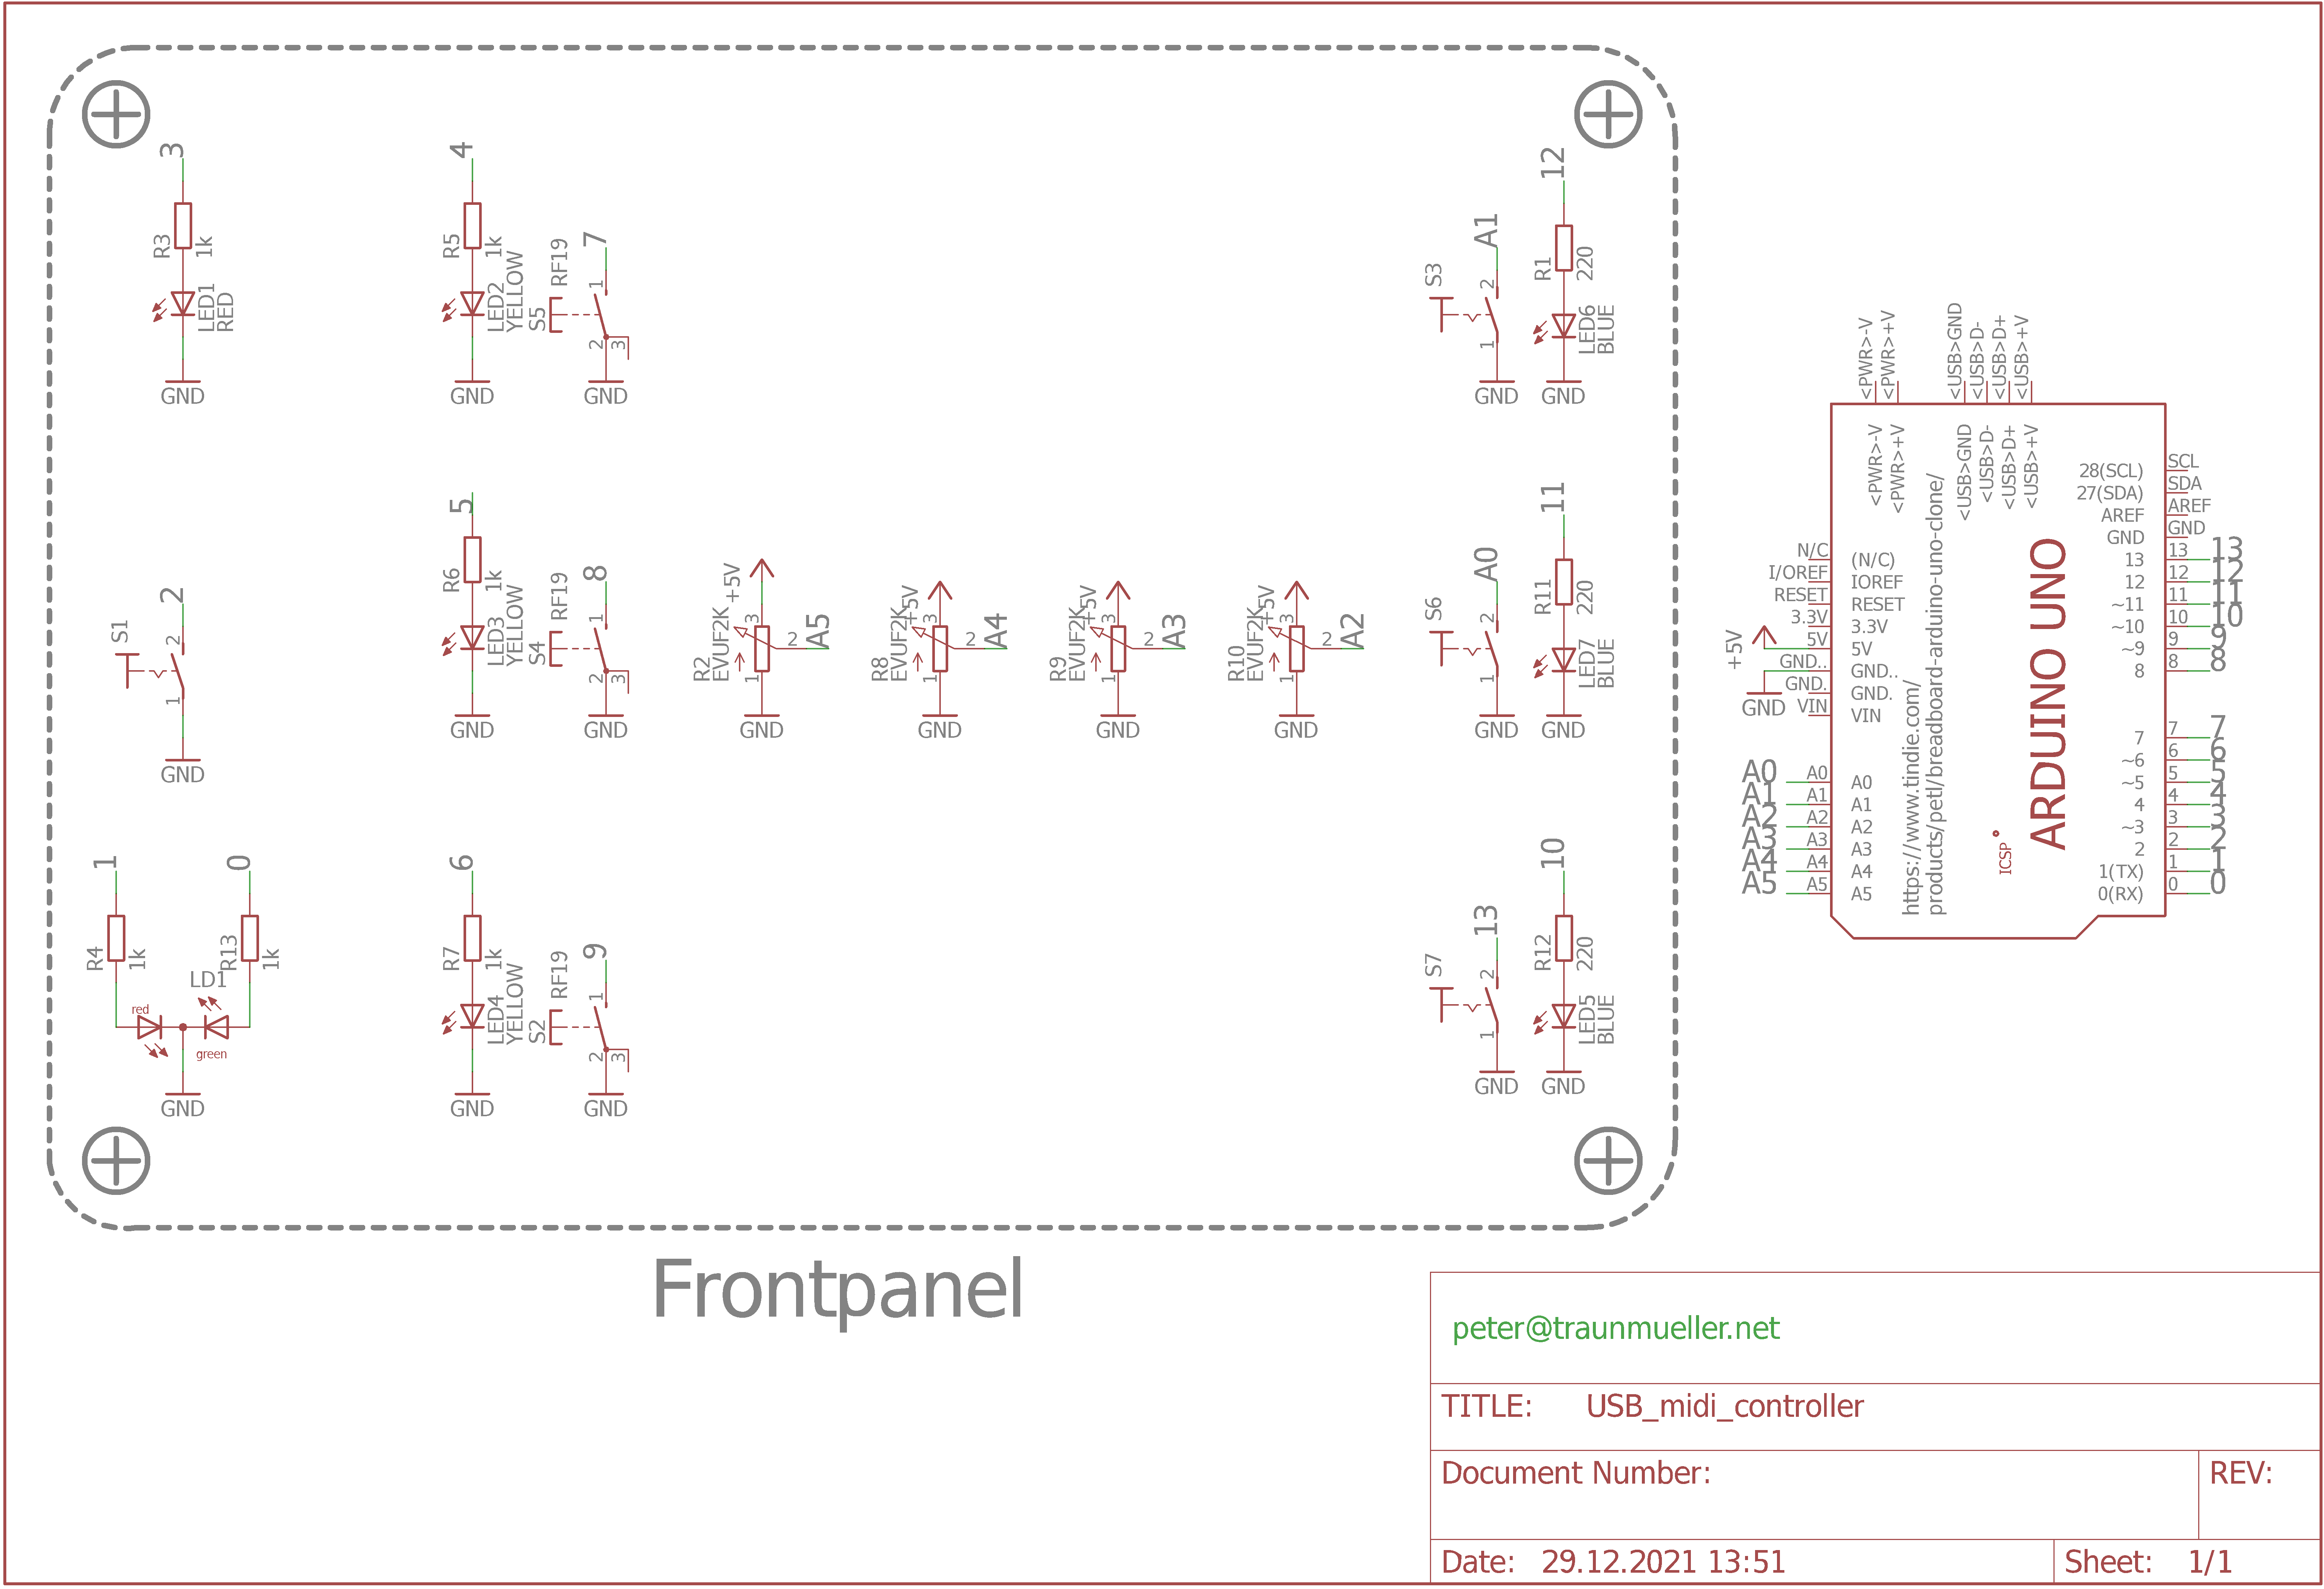 3
R3
1k
LED1
RED
GND
4
R5
1k
LED2
YELLOW
GND
S5
RF19
7
1
2
3
GND
S3
A1
2
1
GND
12
R1
220
LED6
BLUE
GND
S1
2
2
1
GND
5
R6
1k
LED3
YELLOW
GND
S4
RF19
8
1
2
3
GND
R2
EVUF2K
+5V
3
2
1
A5
GND
R8
EVUF2K
+5V
3
2
1
A4
GND
R9
EVUF2K
+5V
3
2
1
A3
GND
R10
EVUF2K
+5V
3
2
1
A2
GND
S6
A0
2
1
GND
11
R11
220
LED7
BLUE
GND
1
R4
1k
0
R13
1k
LD1
red
green
GND
6
R7
1k
LED4
YELLOW
GND
S2
RF19
9
1
2
3
GND
S7
13
2
1
GND
10
R12
220
LED5
BLUE
GND
Frontpanel
<PWR>-V
<PWR>+V
<USB>GND
<USB>D-
<USB>D+
<USB>+V
<PWR>-V
<PWR>+V
<USB>GND
<USB>D-
<USB>D+
<USB>+V
N/C
I/OREF
RESET
3.3V
5V
GND..
GND.
VIN
+5V
GND
(N/C)
IOREF
RESET
3.3V
5V
GND..
GND.
VIN
A0 A0 A0
A1 A1 A1
A2 A2 A2
A3 A3 A3
A4 A4 A4
A5 A5 A5
https://www.tindie.com/
products/petl/breadboard-arduino-uno-clone/
ICSP
ARDUINO UNO
28(SCL) SCL
27(SDA) SDA
AREF AREF
GND GND
13 13 13
12 12 12
~11 11 11
~10 10 10
~9 9 9
8 8 8
7 7 7
~6 6 6
~5 5 5
4 4 4
~3 3 3
2 2 2
1(TX) 1 1
0(RX) 0 0
peter@traunmueller.net
TITLE: USB_midi_controller
Document Number:
REV:
Date: 29.12.2021 13:51
Sheet: 1/1